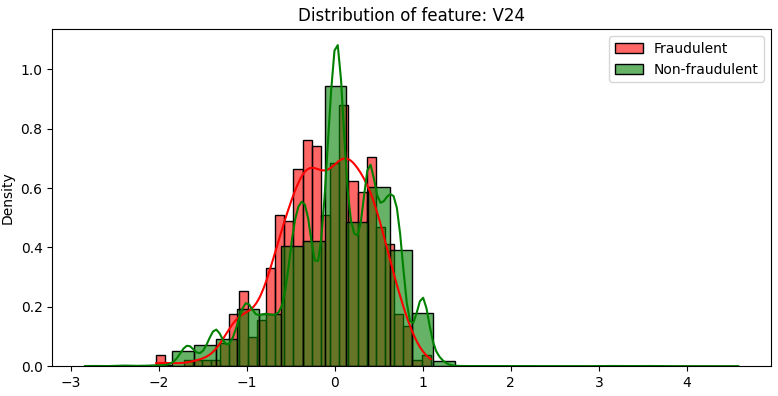 Distribution of feature: V24
Fraudulent
Non-fraudulent
Density
1.0
0.8
0.6
0.4
0.2
0.0
−3 −2 −1 0 1 2 3 4